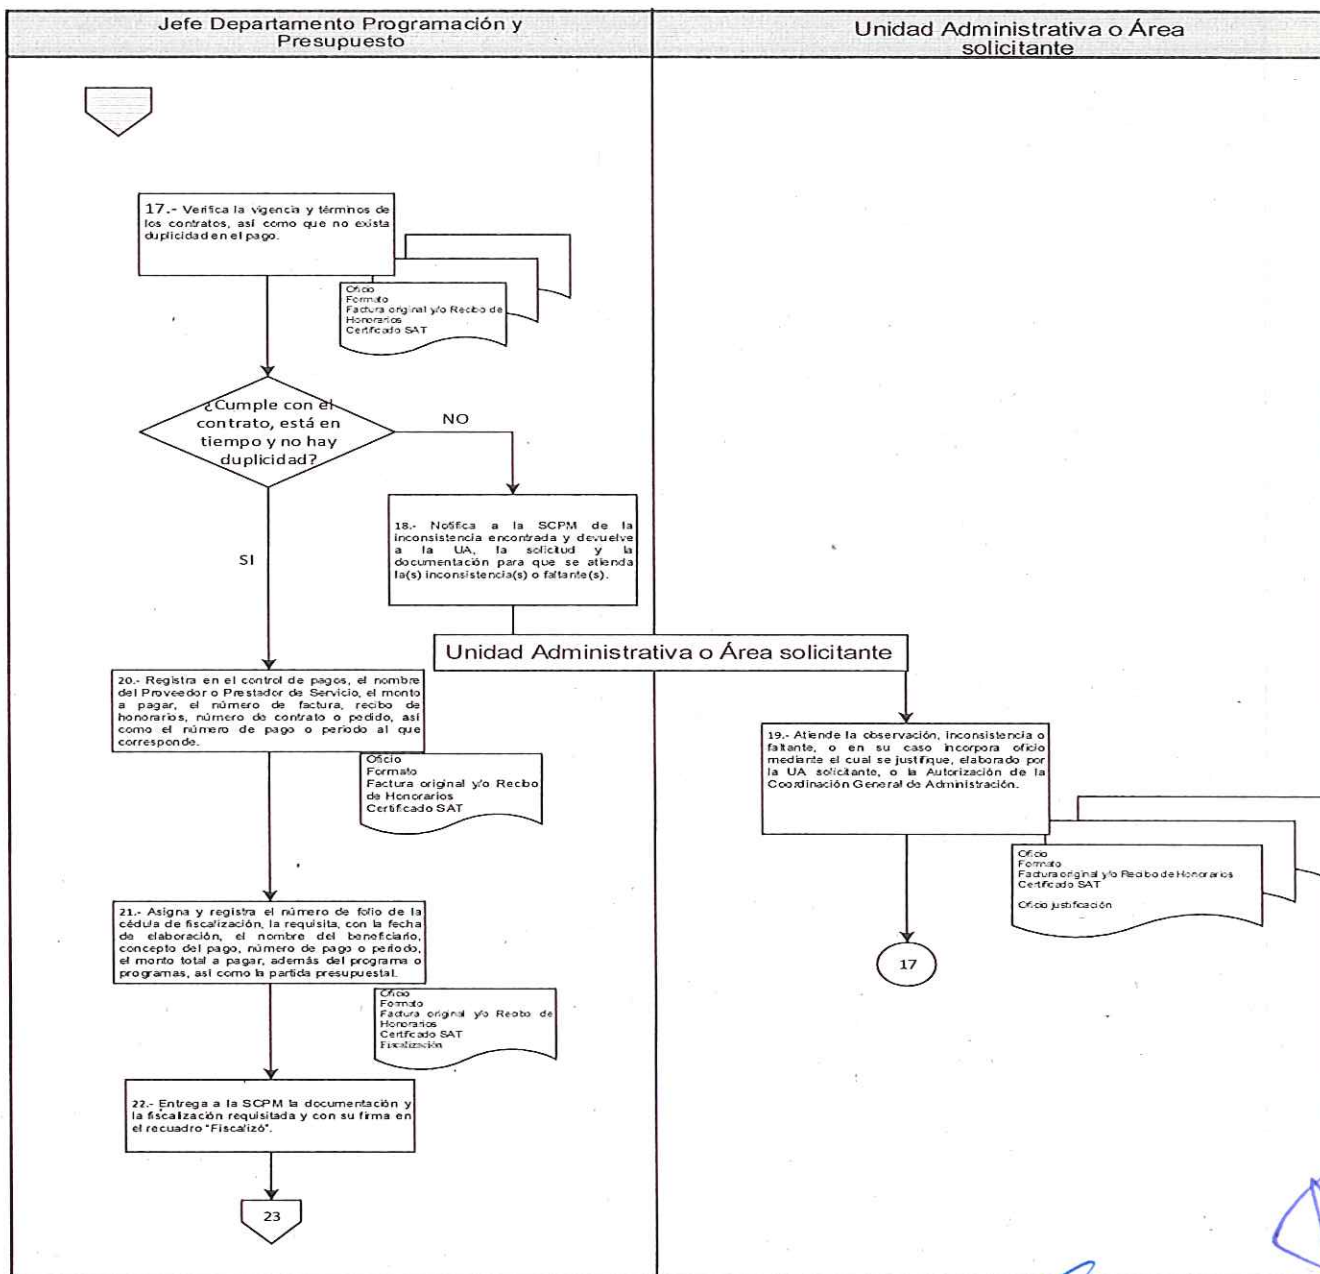 Jefe Departamento Programación y
Presupuesto
Unidad Administrativa o Área
solicitante
17.- Verifica la vigencia y términos de
los contratos, así como que no exista
duplicidad en el pago.
Oficio
Formato
Factura original y/o Recibo de
Honorarios
Certificado SAT
¿Cumple con el
contrato, está en
tiempo y no hay
duplicidad?
NO
SI
18.- Notifica a la SCPM de la
inconsistencia encontrada y devuelve
a la UA, la solicitud y la
documentación para que se atienda
la(s) inconsistencia(s) o faltante(s).
Unidad Administrativa o Área solicitante
19.- Atiende la observación, inconsistencia o
faltante, o en su caso incorpora oficio
mediante el cual se justifique, elaborado por
la UA solicitante, o la Autorización de la
Coordinación General de Administración.
Oficio
Formato
Factura original y/o Recibo de Honorarios
Certificado SAT
Oficio justificación
17
20.- Registra en el control de pagos, el nombre
del Proveedor o Prestador de Servicio, el monto
a pagar, el número de factura, recibo de
honorarios, número de contrato o pedido, así
como el número de pago o periodo al que
corresponde.
Oficio
Formato
Factura original y/o Recibo
de Honorarios
Certificado SAT
21.- Asigna y registra el número de folio de la
cédula de fiscalización, la requisita, con la fecha
de elaboración, el nombre del beneficiario,
concepto del pago, número de pago o periodo,
el monto total a pagar, además del programa o
programas, así como la partida presupuestal.
Oficio
Formato
Factura original y/o Recibo de
Honorarios
Certificado SAT
Fiscalización
22.- Entrega a la SCPM la documentación y
la fiscalización requisitada y con su firma en
el recuadro "Fiscalizó".
23